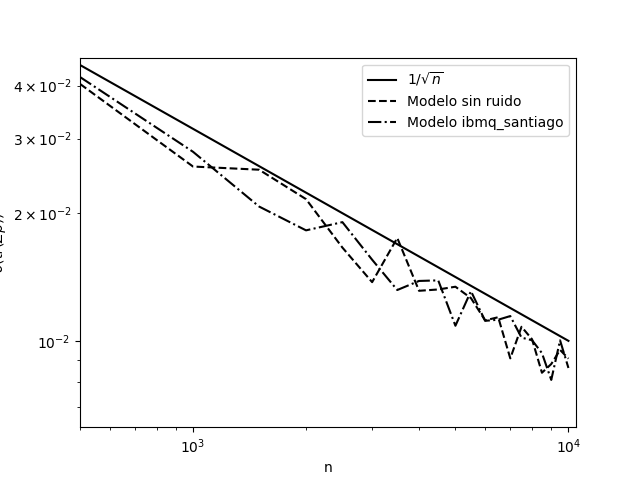 1/√n
Modelo sin ruido
Modelo ibmq_santiago
4 × 10⁻²
3 × 10⁻²
2 × 10⁻²
10⁻²
10³
10⁴
n